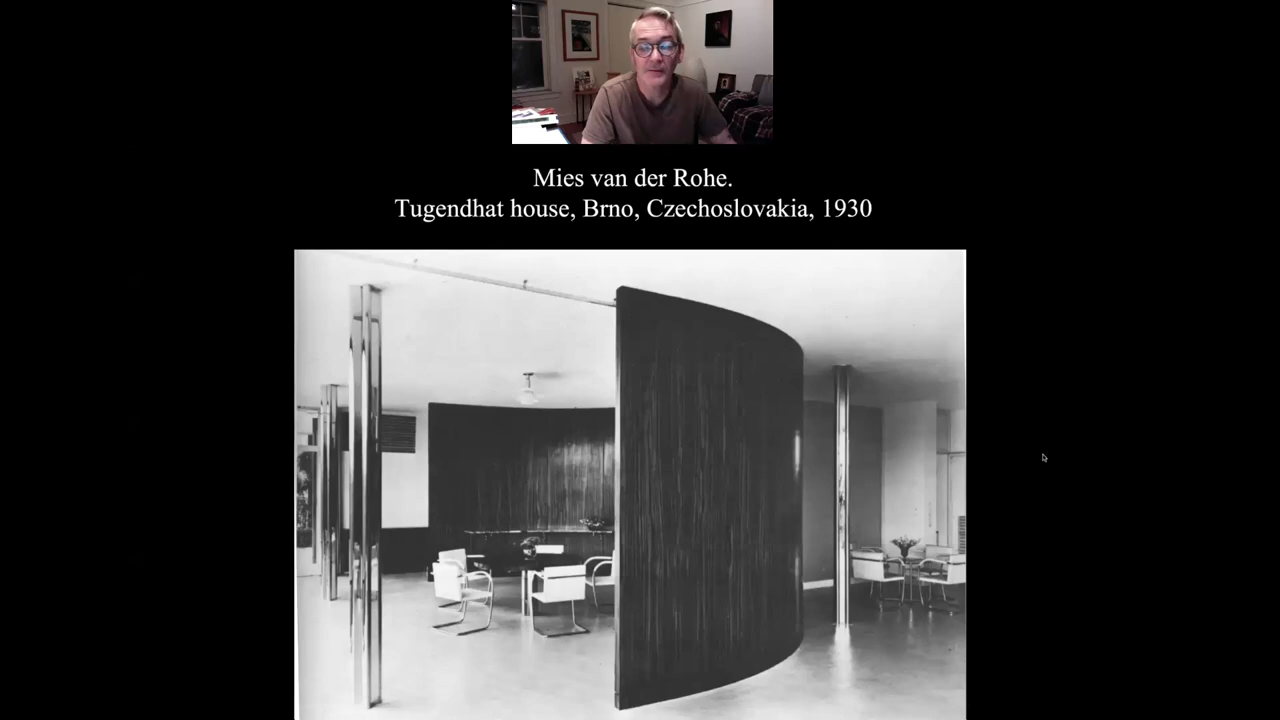 Mies van der Rohe.
Tugendhat house, Brno, Czechoslovakia, 1930